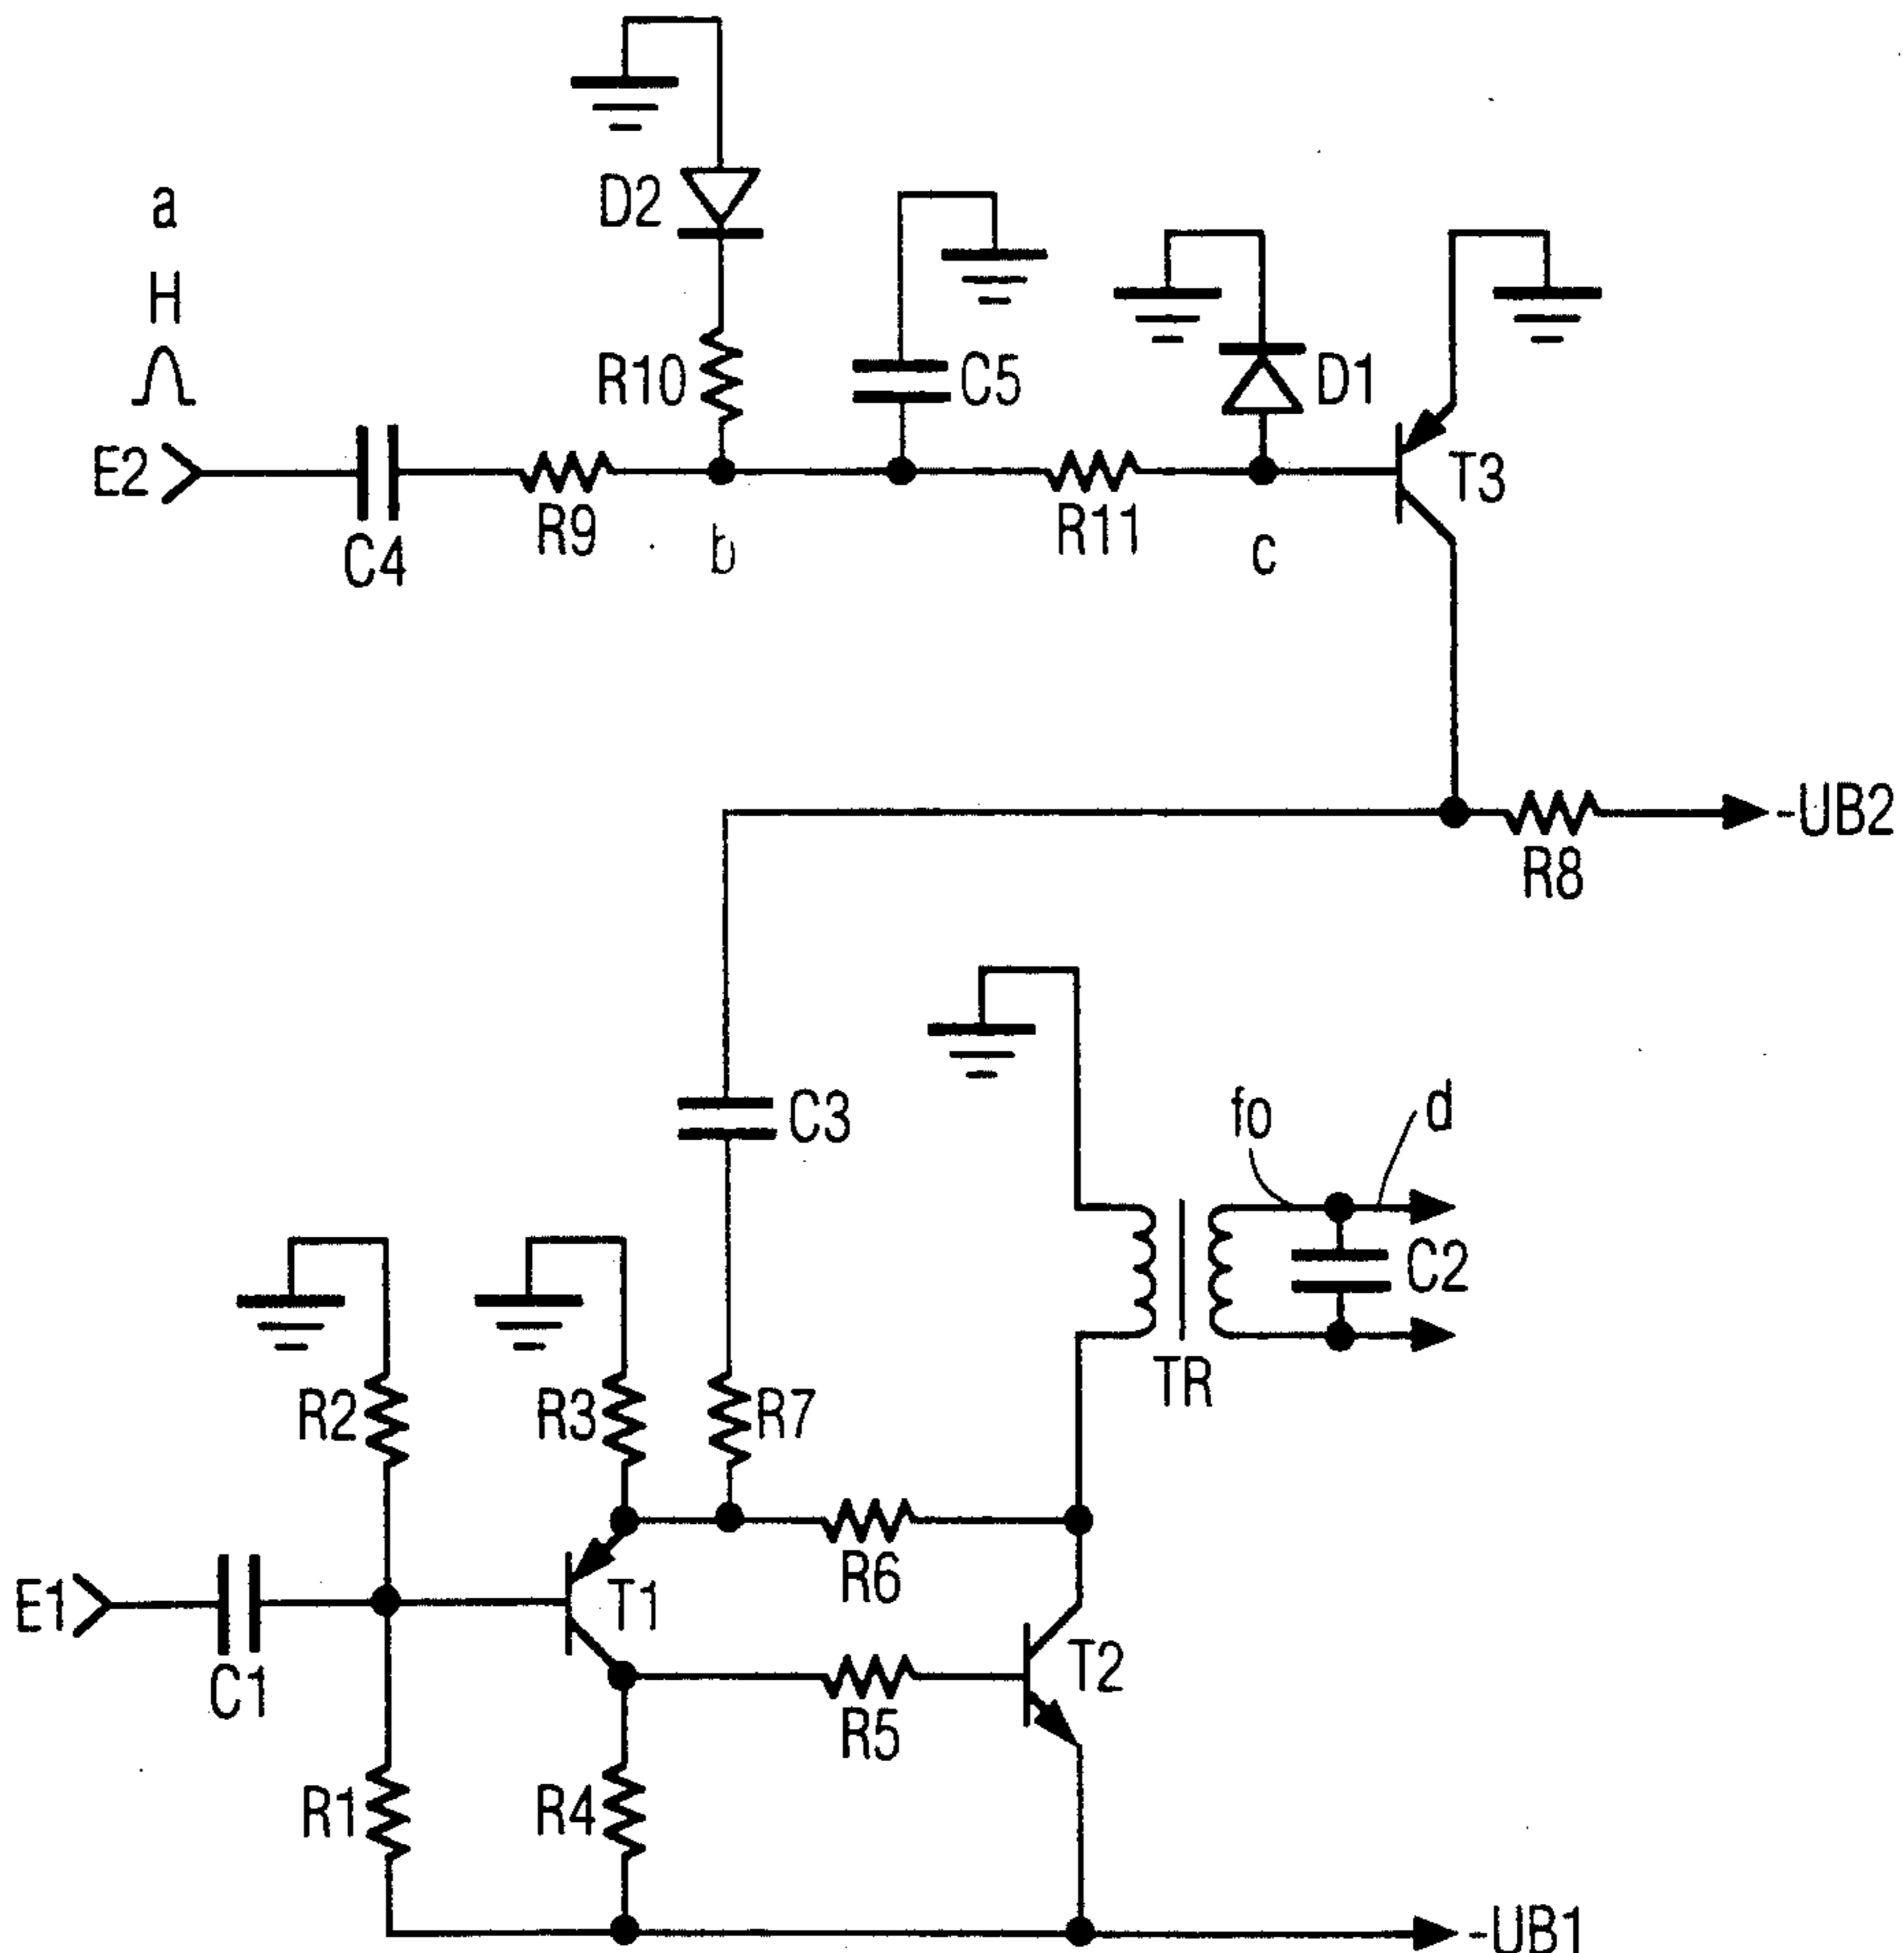 a
D2
H
R10
C5
D1
E2
C4
R9
b
R11
c
T3
-UB2
R8
C3
fo
d
C2
TR
R2
R3
R7
E1
C1
T1
R6
T2
R5
R1
R4
-UB1